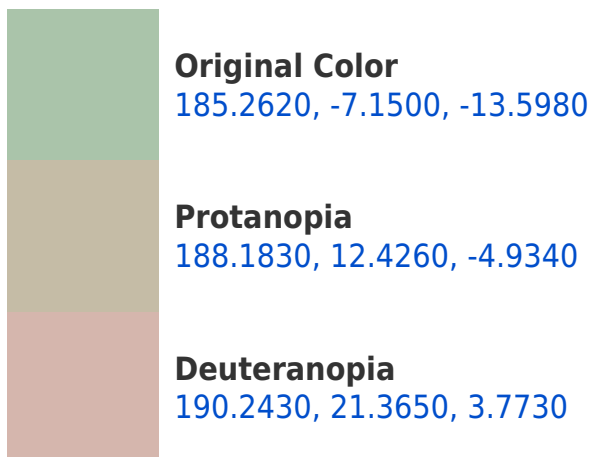 Original Color
185.2620, -7.1500, -13.5980
Protanopia
188.1830, 12.4260, -4.9340
Deuteranopia
190.2430, 21.3650, 3.7730